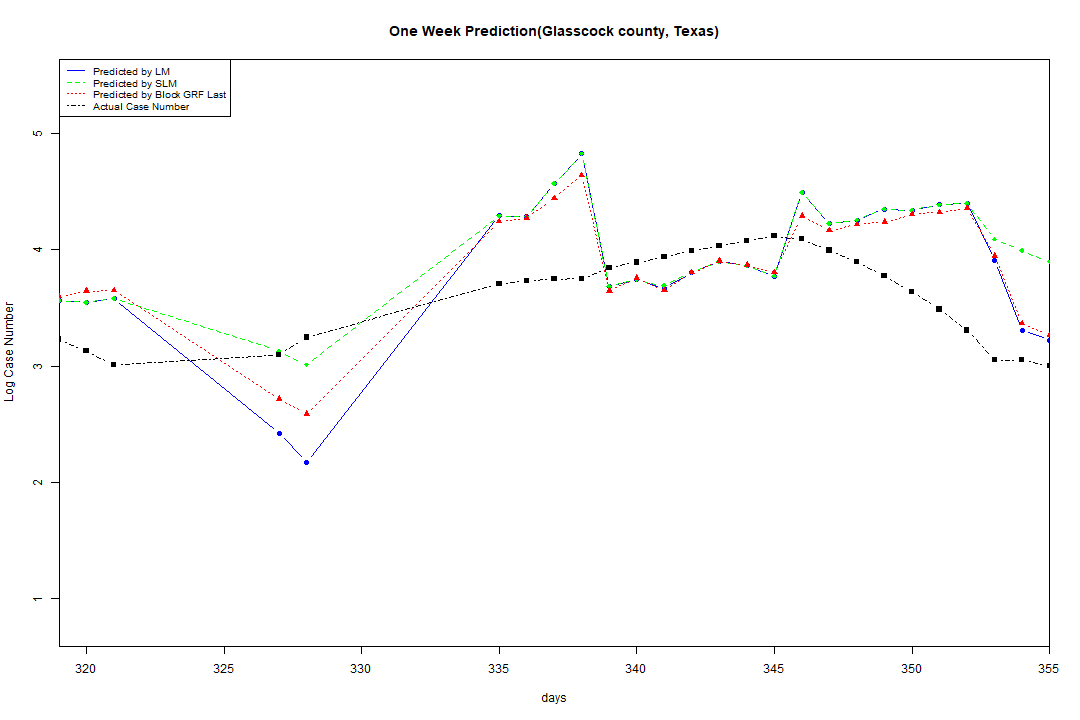 One Week Prediction(Glasscock county, Texas)
Predicted by LM
Predicted by SLM
Predicted by Block GRF Last
Actual Case Number
5
4
3
2
1
Log Case Number
320 325 330 335 340 345 350 355
days